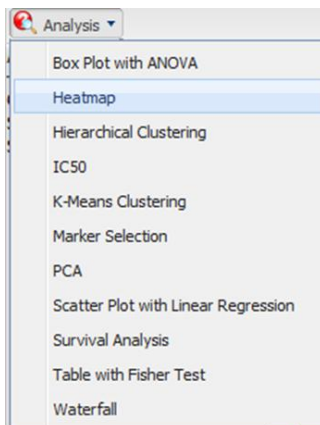 Analysis
Box Plot with ANOVA
Heatmap
Hierarchical Clustering
IC50
K-Means Clustering
Marker Selection
PCA
Scatter Plot with Linear Regression
Survival Analysis
Table with Fisher Test
Waterfall